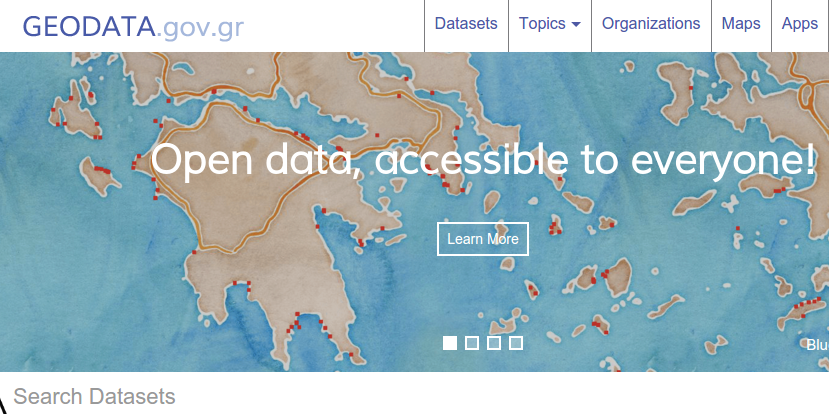 GEODATA.gov.gr
Datasets
Topics
Organizations
Maps
Apps
Open data, accessible to everyone!
Learn More
Blu
Search Datasets